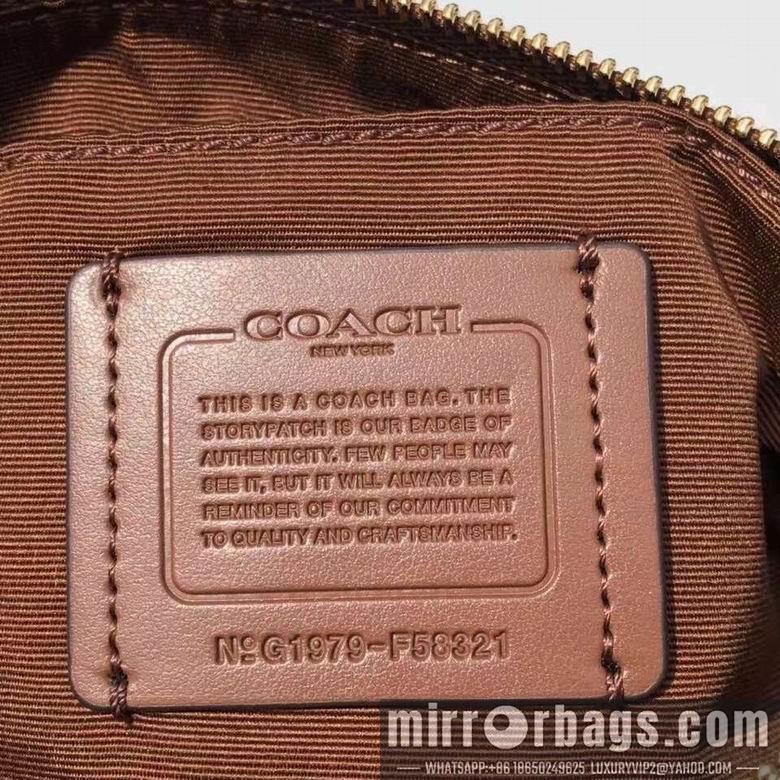 COACH
NEW YORK
THIS IS A COACH BAG. THE
STORYPATCH IS OUR BADGE OF
AUTHENTICITY. FEW PEOPLE MAY
SEE IT, BUT IT WILL ALWAYS BE A
REMINDER OF OUR COMMITMENT
TO QUALITY AND CRAFTSMANSHIP.
Nº G1979-F58321
mirrorbags.com
WHATSAPP:+86 18650249625 LUXURYVIP2@YAHOO.COM